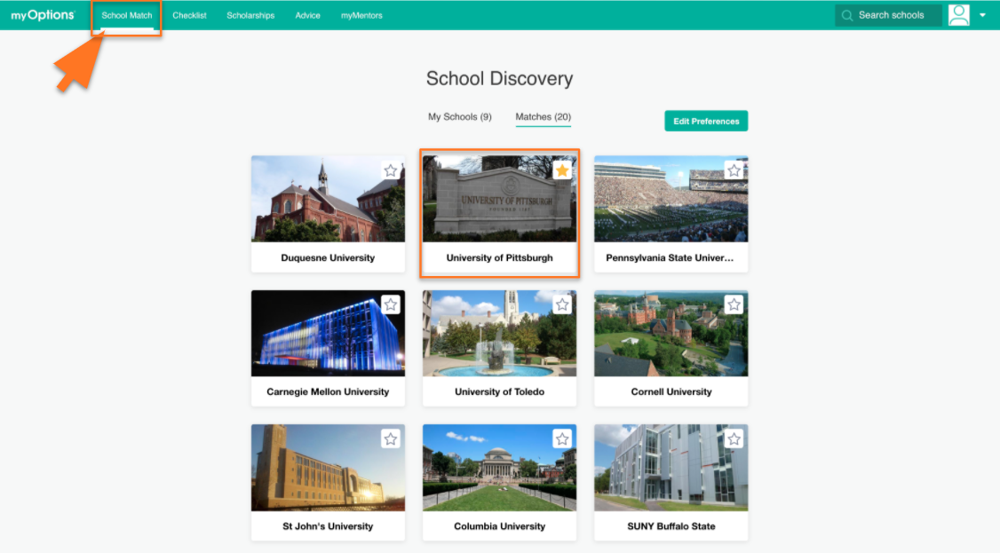 myOptions
School Match
Checklist
Scholarships
Advice
myMentors
Search schools
School Discovery
My Schools (9)
Matches (20)
Edit Preferences
UNIVERSITY OF PITTSBURGH
Duquesne University
University of Pittsburgh
Pennsylvania State Univer...
Carnegie Mellon University
University of Toledo
Cornell University
St John's University
Columbia University
SUNY Buffalo State